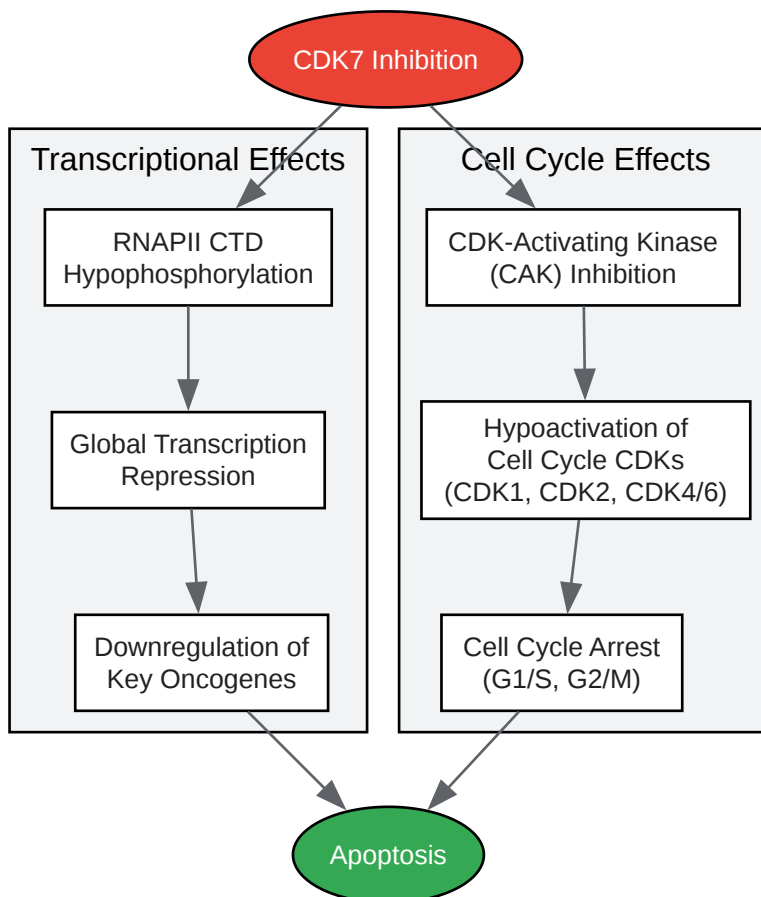 CDK7 Inhibition
Transcriptional Effects
RNAPII CTD
Hypophosphorylation
Global Transcription
Repression
Downregulation of
Key Oncogenes
Cell Cycle Effects
CDK-Activating Kinase
(CAK) Inhibition
Hypoactivation of
Cell Cycle CDKs
(CDK1, CDK2, CDK4/6)
Cell Cycle Arrest
(G1/S, G2/M)
Apoptosis